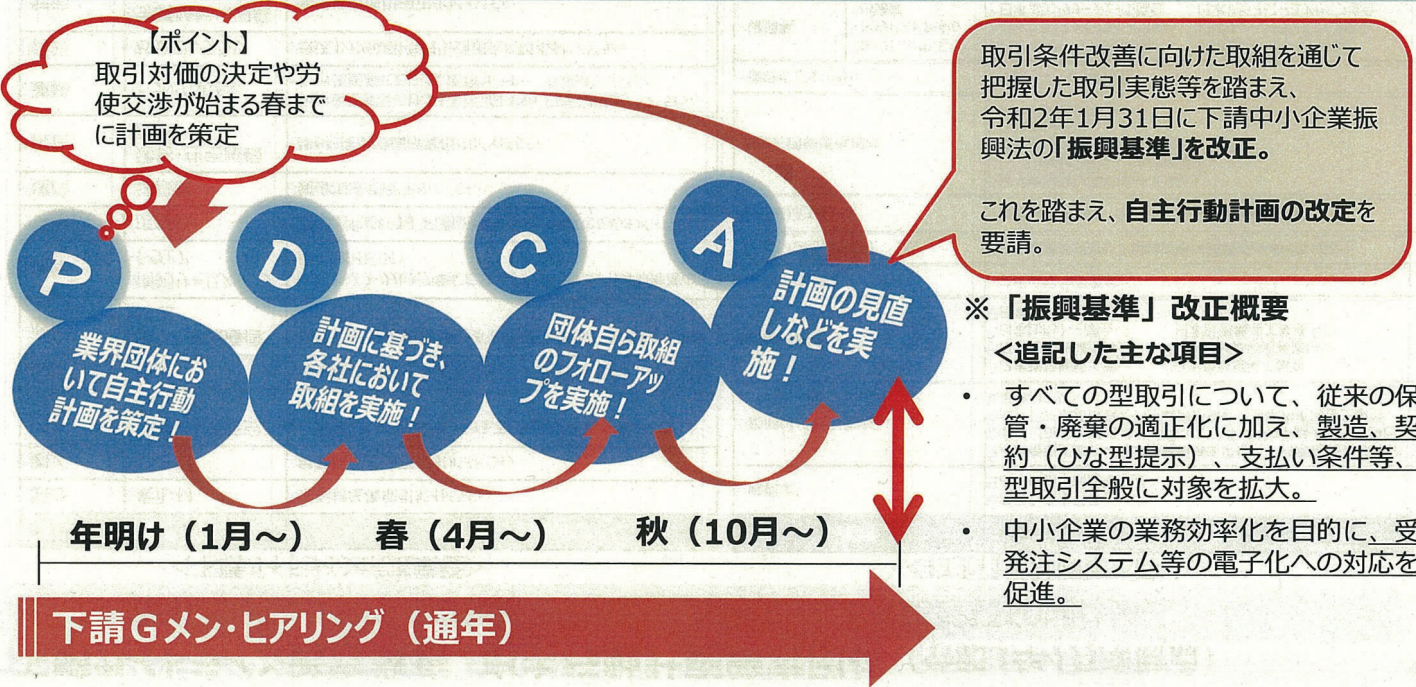 【ポイント】
取引対価の決定や労
使交渉が始まる春まで
に計画を策定
取引条件改善に向けた取組を通じて
把握した取引実態等を踏まえ、
令和2年1月31日に下請中小企業振
興法の「振興基準」を改正。
これを踏まえ、自主行動計画の改定を
要請。
P
D
C
A
業界団体にお
いて自主行動
計画を策定！
計画に基づき、
各社において
取組を実施！
団体自ら取組
のフォローアッ
プを実施！
計画の見直
しなどを実
施！
※「振興基準」改正概要
＜追記した主な項目＞
• すべての型取引について、従来の保
管・廃棄の適正化に加え、製造、契
約（ひな型提示）、支払い条件等、
型取引全般に対象を拡大。
• 中小企業の業務効率化を目的に、受
発注システム等の電子化への対応を
促進。
年明け（1月～） 春（4月～） 秋（10月～）
下請Gメン・ヒアリング（通年）